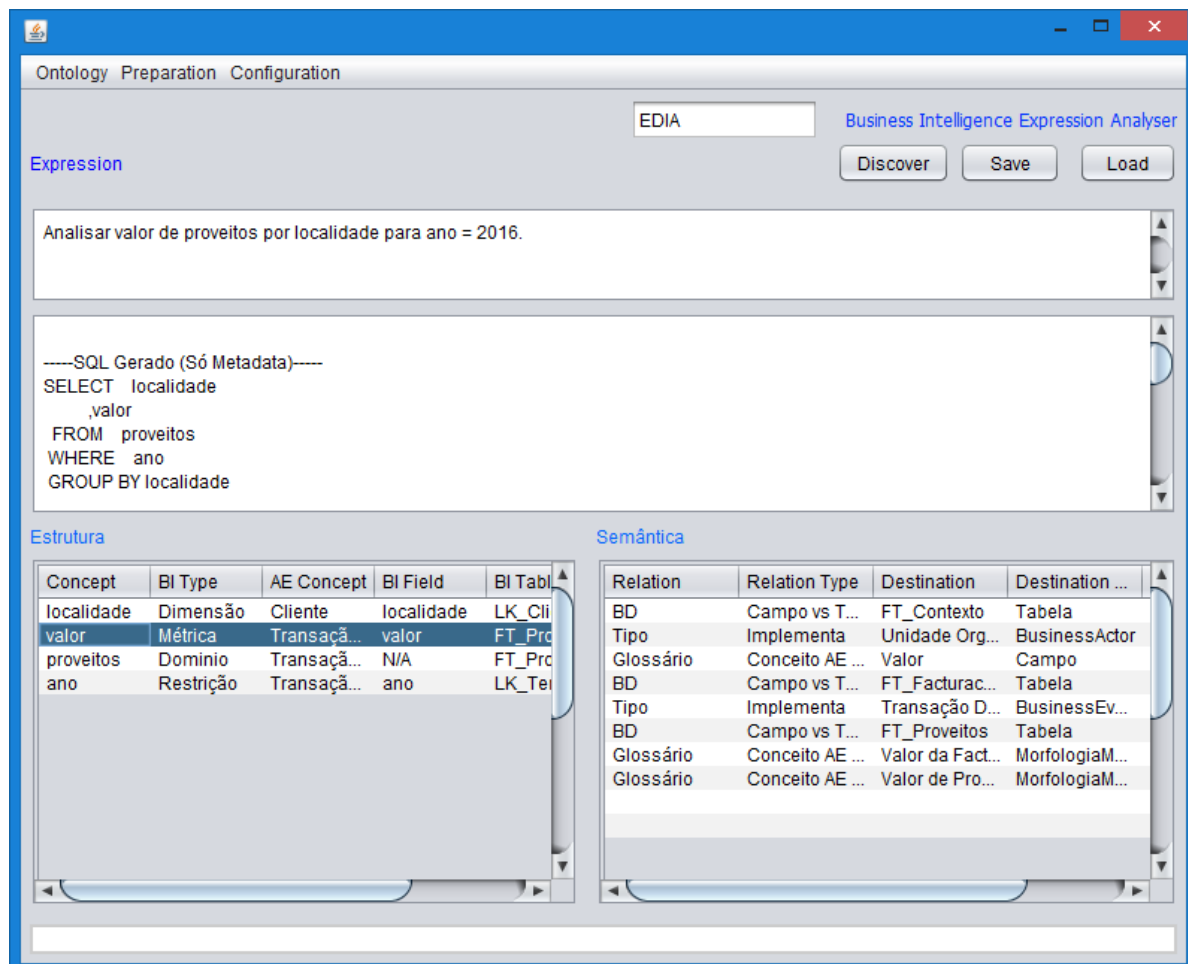 Ontology Preparation Configuration
EDIA
Business Intelligence Expression Analyser
Expression
Discover Save Load
Analisar valor de proveitos por localidade para ano = 2016.
-----SQL Gerado (Só Metadata)-----
SELECT localidade
,valor
FROM proveitos
WHERE ano
GROUP BY localidade
Estrutura Semântica
Concept BI Type AE Concept BI Field BI Tabl
localidade Dimensão Cliente localidade LK_Cli
valor Métrica Transaçã... valor FT_Pro
proveitos Dominio Transaçã... N/A FT_Pro
ano Restrição Transaçã... ano LK_Ter
Relation Relation Type Destination Destination ...
BD Campo vs T... FT_Contexto Tabela
Tipo Implementa Unidade Org... BusinessActor
Glossário Conceito AE ... Valor Campo
BD Campo vs T... FT_Facturac... Tabela
Tipo Implementa Transação D... BusinessEv...
BD Campo vs T... FT_Proveitos Tabela
Glossário Conceito AE ... Valor da Fact... MorfologiaM...
Glossário Conceito AE ... Valor de Pro... MorfologiaM...